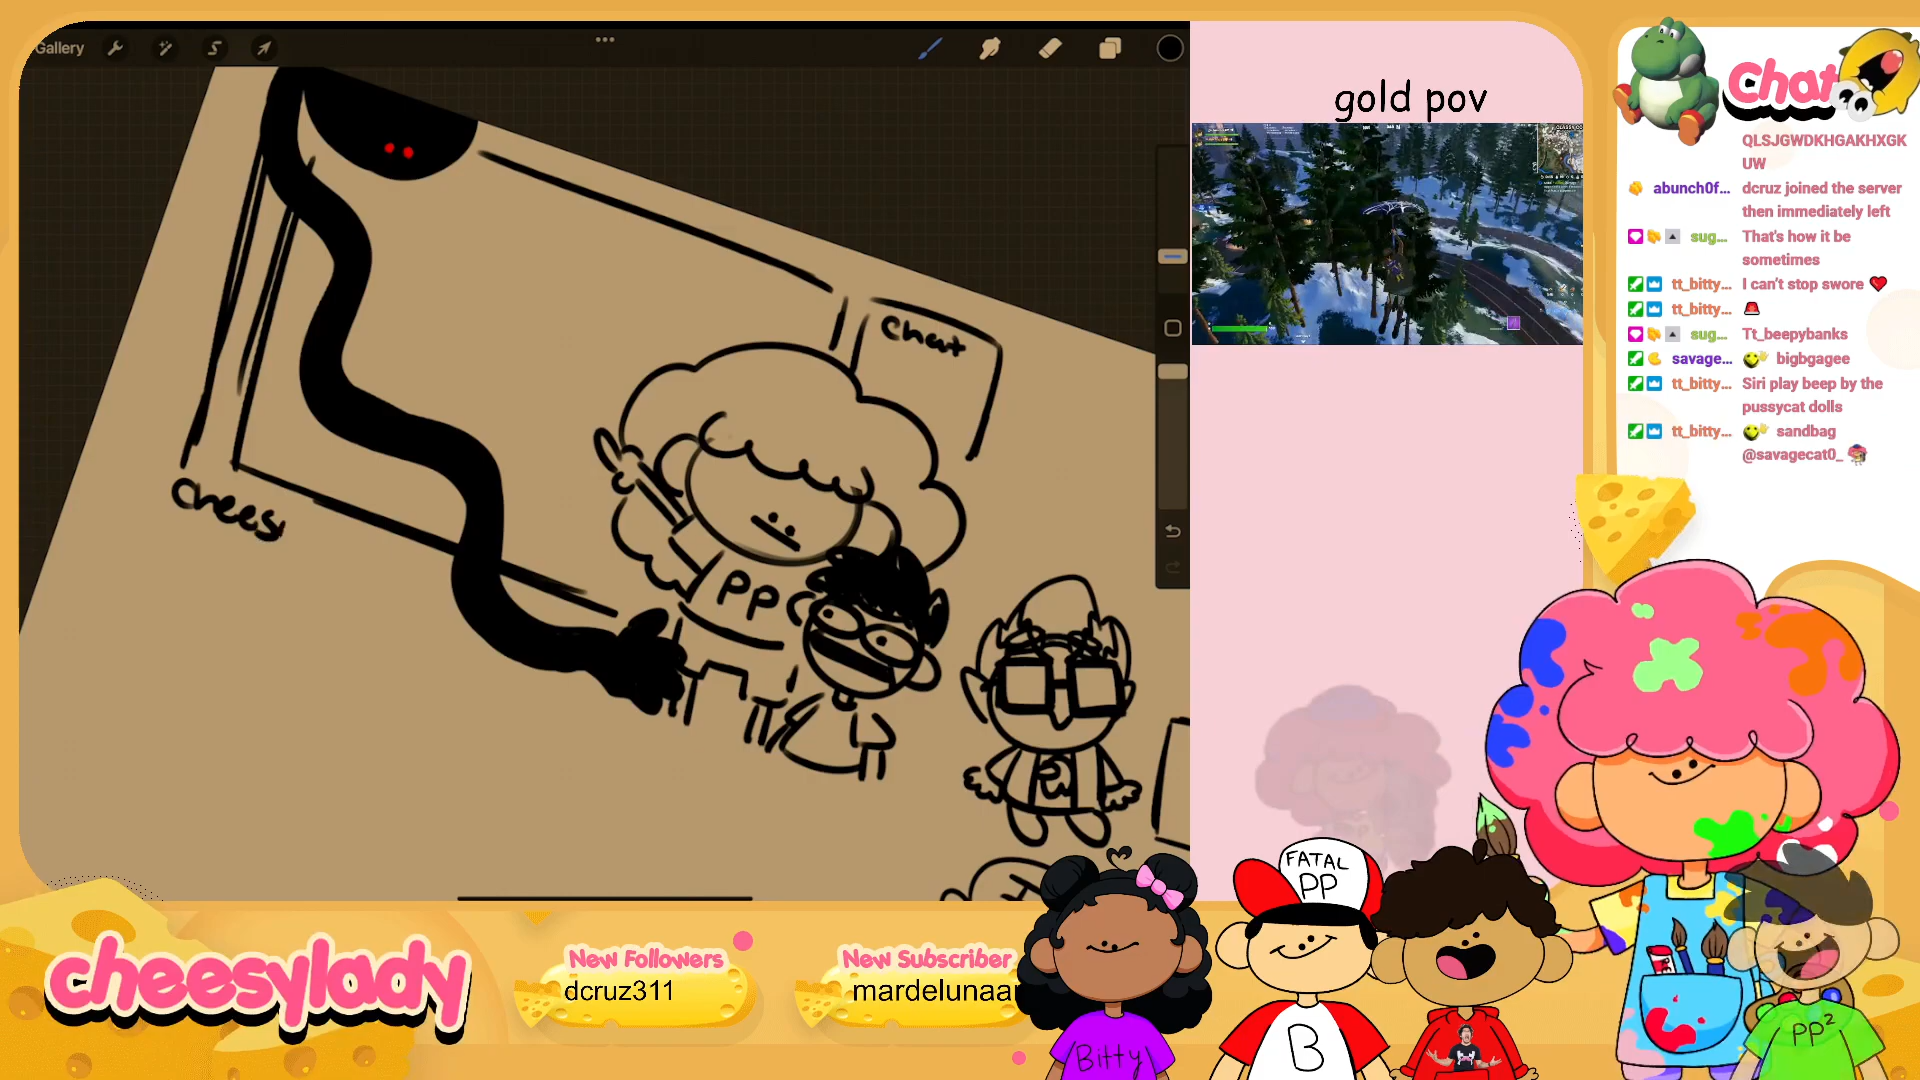 Gallery
gold pov
Chat
QLSJGWDKHGAKHXGK
UW
abunch0f... dcruz joined the server
then immediately left
sug... That's how it be
sometimes
tt_bitty... I can't stop swore
tt_bitty...
sug... Tt_beepybanks
savage... bigbgagee
tt_bitty... Siri play beep by the
pussycat dolls
tt_bitty... sandbag
@savagecat0_
chat
cheesy
PP
FATAL
PP
cheesylady
New Followers
dcruz311
New Subscriber
mardelunaar
Bitty
B
PP²